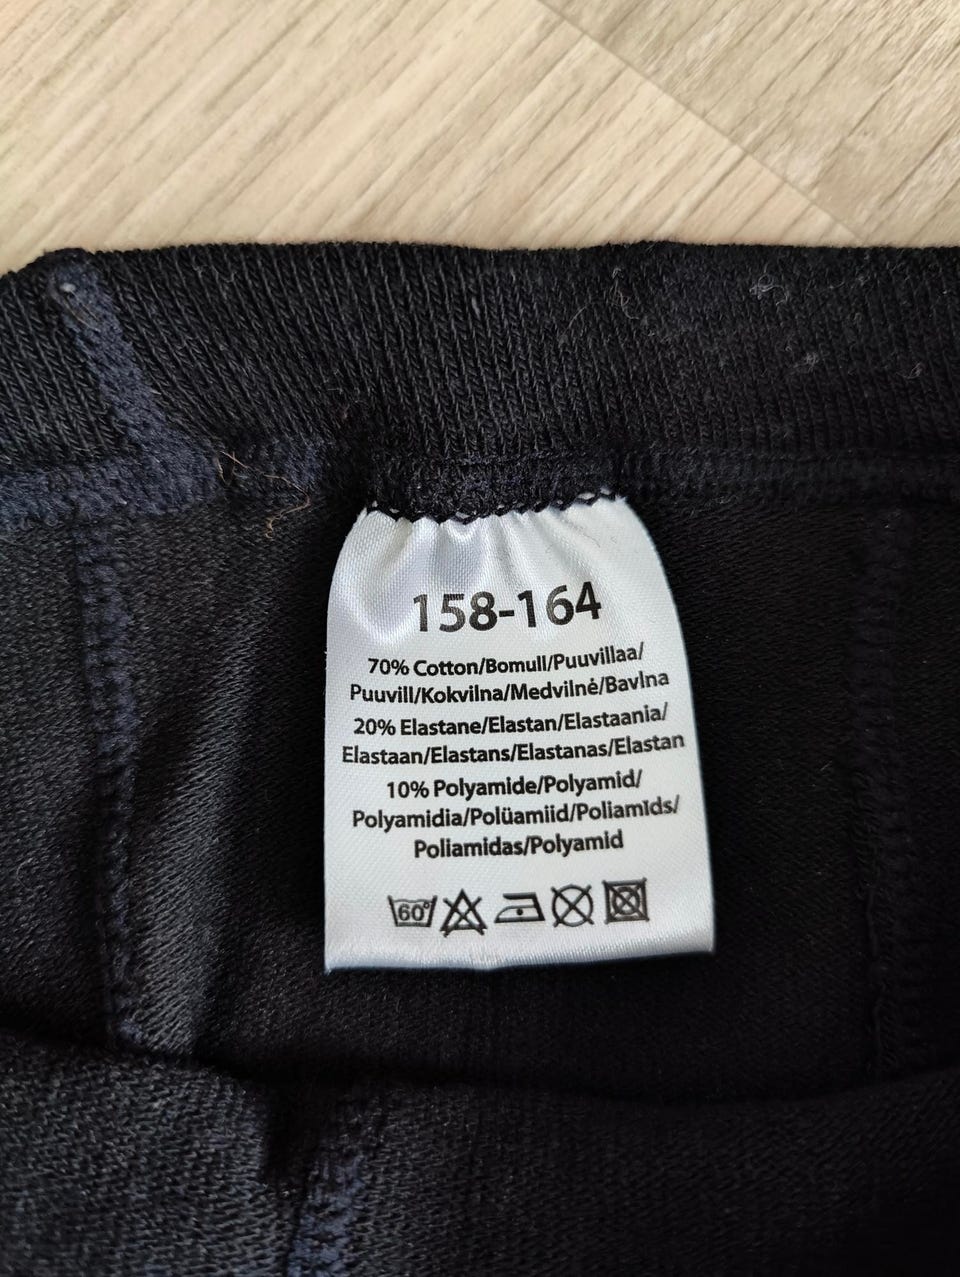 158-164
70% Cotton/Bomull/Puuvillaa/
Puuvill/Kokvilna/Medvilnė/Bavlna
20% Elastane/Elastan/Elastaania/
Elastaan/Elastans/Elastanas/Elastan
10% Polyamide/Polyamid/
Polyamidia/Polüamiid/Poliamīds/
Poliamidas/Polyamid
60°